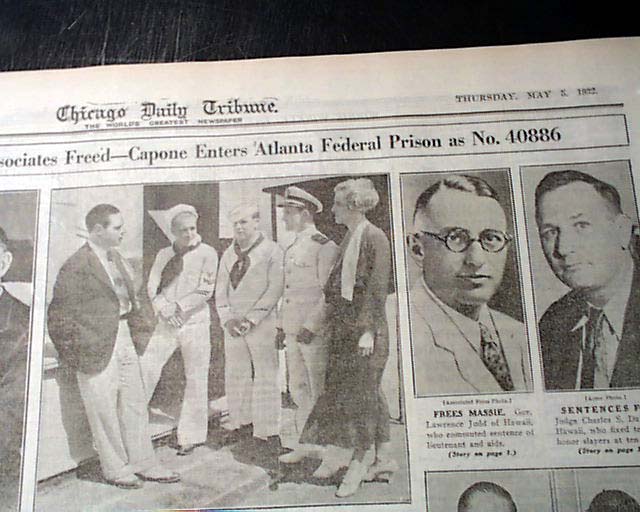 Chicago Daily Tribune.
THE WORLD'S GREATEST NEWSPAPER
THURSDAY, MAY 5, 1932.
sociates Freed—Capone Enters Atlanta Federal Prison as No. 40886
[Associated Press Photo.]
FREES MASSIE. Gov.
Lawrence Judd of Hawaii,
who commuted sentence of
lieutenant and aids.
(Story on page 1.)
[Acme Photo.]
SENTENCES F
Judge Charles S. Da
Hawaii, who fixed te
honor slayers at ten
(Story on page